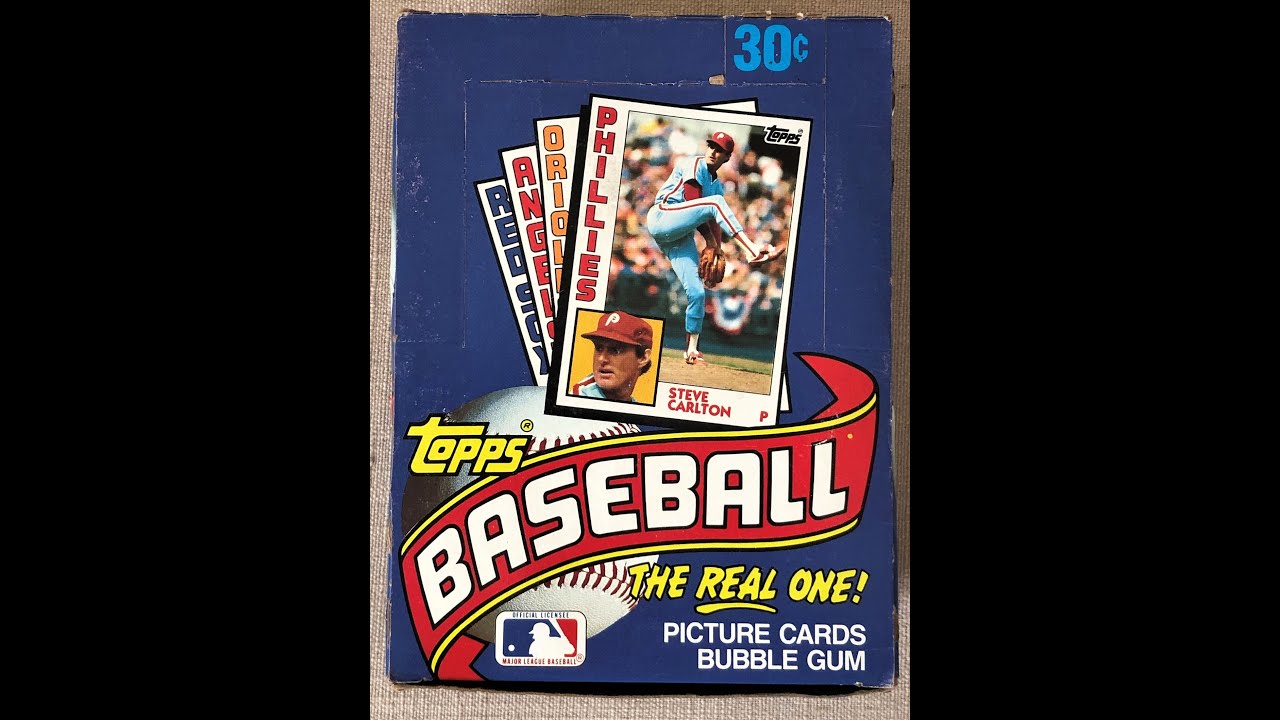 30¢
PHILLIES
topps®
ORIOL
ANGELS
RED SOX
STEVE
CARLTON
P
topps®
BASEBALL
THE REAL ONE!
OFFICIAL LICENSEE
MAJOR LEAGUE BASEBALL®
PICTURE CARDS
BUBBLE GUM